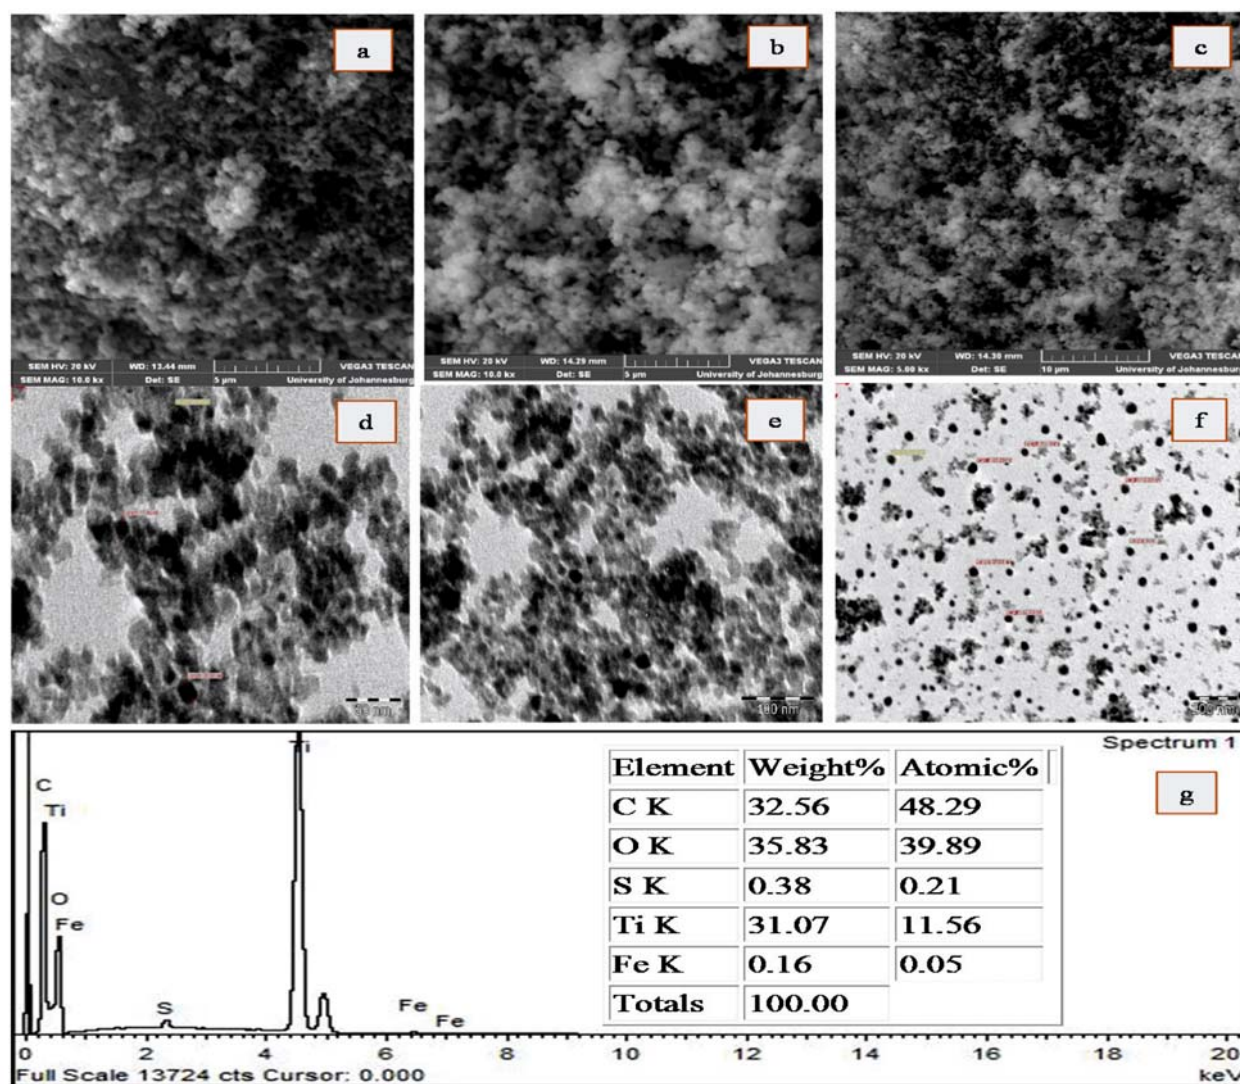 a
b
c
SEM HV: 20 kV WD: 13.44 mm VEGA3 TESCAN
SEM MAG: 10.0 kx Det: SE 5 µm University of Johannesburg
SEM HV: 20 kV WD: 14.29 mm VEGA3 TESCAN
SEM MAG: 10.0 kx Det: SE 5 µm University of Johannesburg
SEM HV: 20 kV WD: 14.30 mm VEGA3 TESCAN
SEM MAG: 5.00 kx Det: SE 10 µm University of Johannesburg
d
e
f
nm
100 nm
nm
Spectrum 1
g
Ti
C
Ti
O
Fe
S
Fe
Fe
Element Weight% Atomic%
C K 32.56 48.29
O K 35.83 39.89
S K 0.38 0.21
Ti K 31.07 11.56
Fe K 0.16 0.05
Totals 100.00
0 2 4 6 8 10 12 14 16 18 20
Full Scale 13724 cts Cursor: 0.000 keV